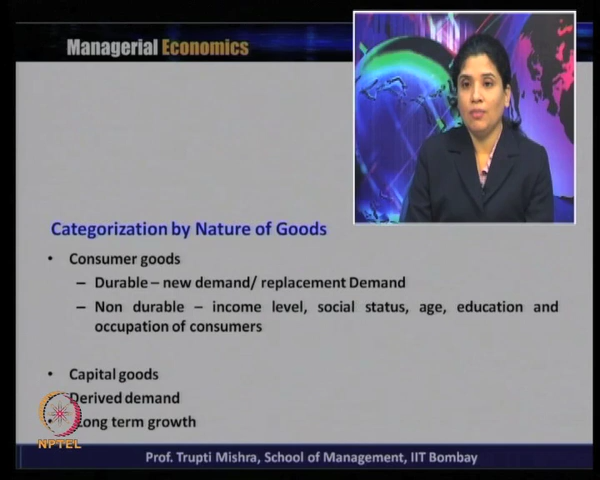 Managerial Economics
Categorization by Nature of Goods
• Consumer goods
– Durable – new demand/ replacement Demand
– Non durable – income level, social status, age, education and
occupation of consumers
• Capital goods
Derived demand
Long term growth
NPTEL
Prof. Trupti Mishra, School of Management, IIT Bombay